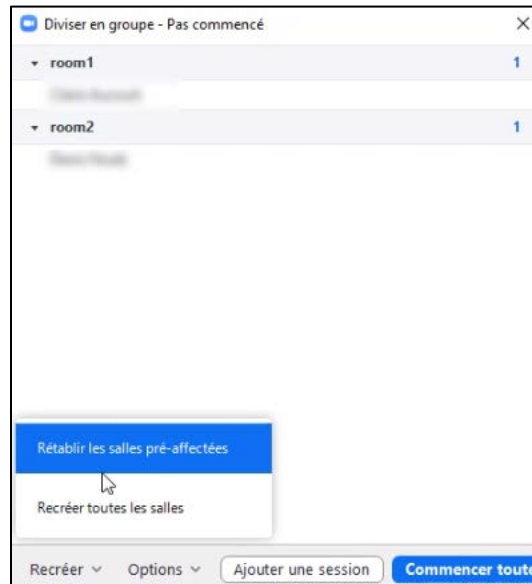 Diviser en groupe - Pas commencé
room1 1
room2 1
Rétablir les salles pré-affectées
Recréer toutes les salles
Recréer Options Ajouter une session Commencer toute